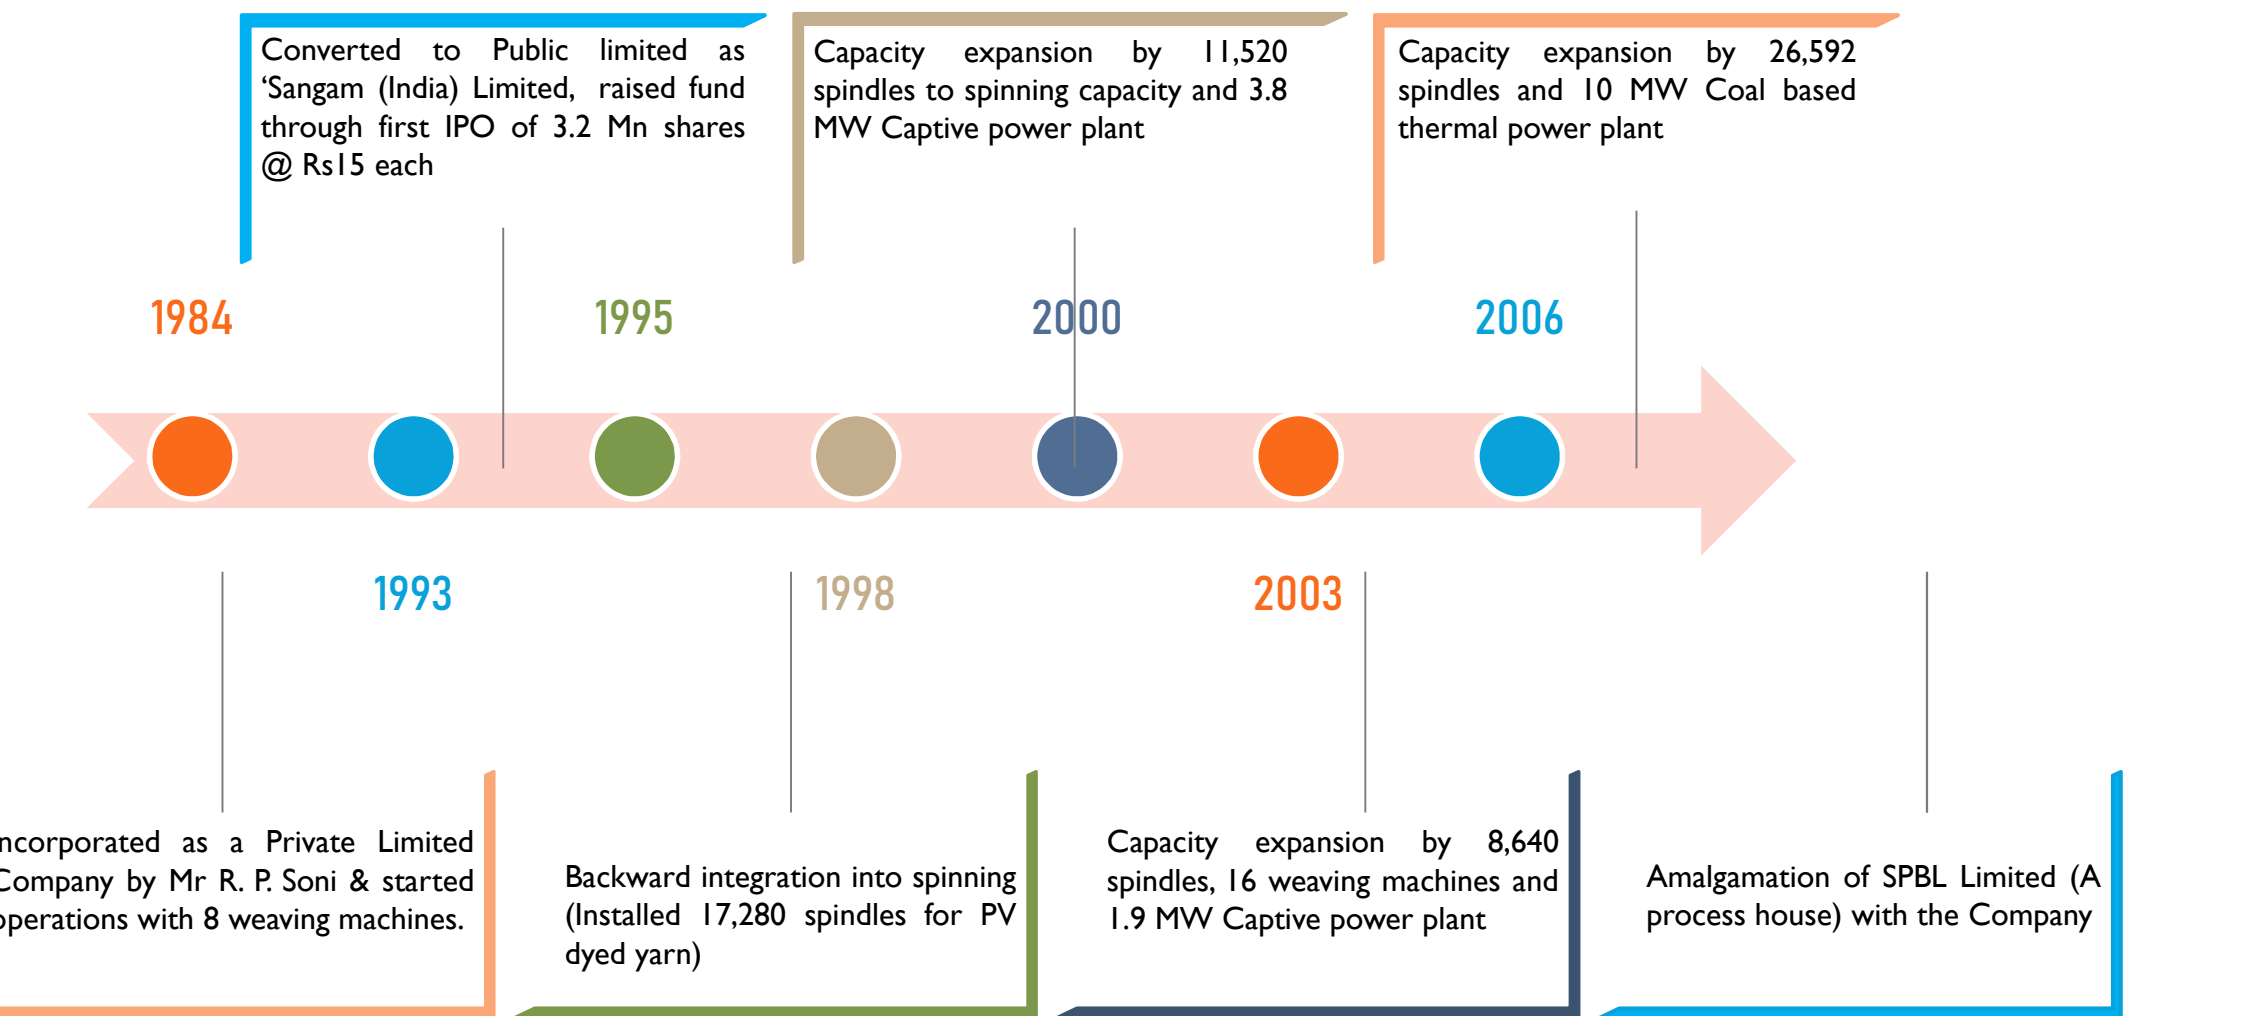 Converted to Public limited as
‘Sangam (India) Limited, raised fund
through first IPO of 3.2 Mn shares
@ Rs15 each
Capacity expansion by 11,520
spindles to spinning capacity and 3.8
MW Captive power plant
Capacity expansion by 26,592
spindles and 10 MW Coal based
thermal power plant
1984
1995
2000
2006
1993
1998
2003
ncorporated as a Private Limited
Company by Mr R. P. Soni & started
operations with 8 weaving machines.
Backward integration into spinning
(Installed 17,280 spindles for PV
dyed yarn)
Capacity expansion by 8,640
spindles, 16 weaving machines and
1.9 MW Captive power plant
Amalgamation of SPBL Limited (A
process house) with the Company